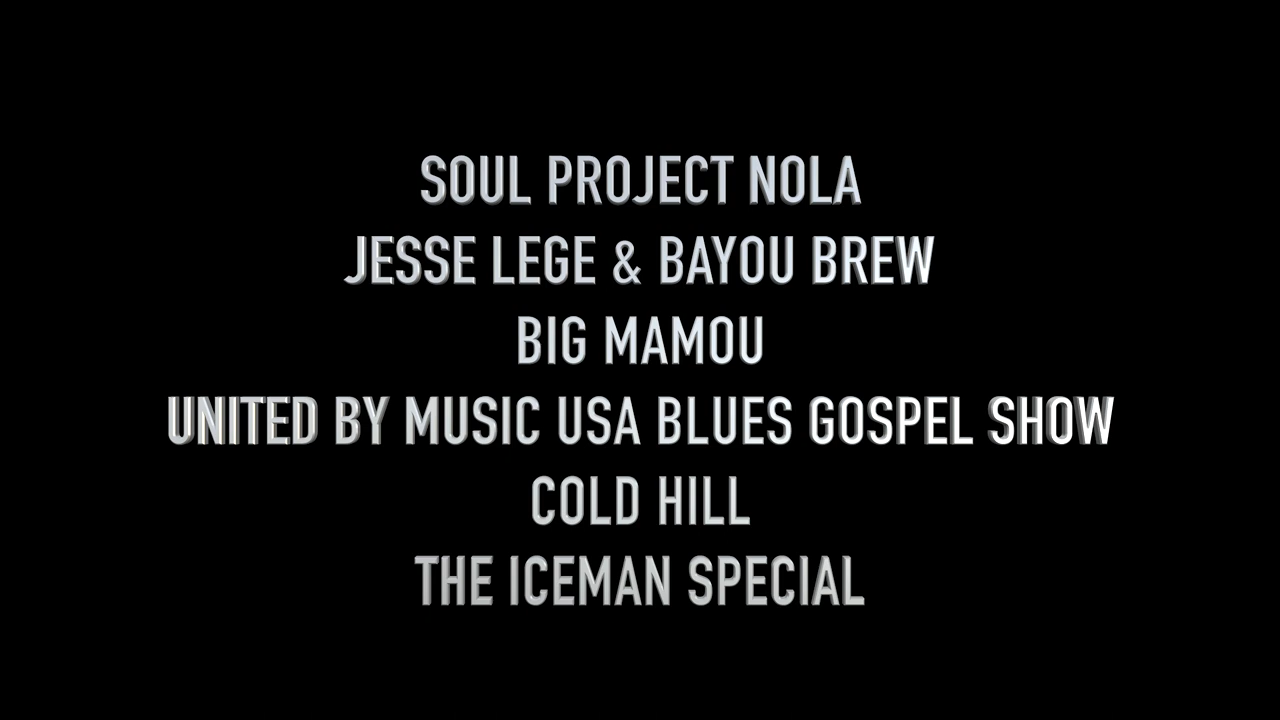 SOUL PROJECT NOLA
JESSE LEGE & BAYOU BREW
BIG MAMOU
UNITED BY MUSIC USA BLUES GOSPEL SHOW
COLD HILL
THE ICEMAN SPECIAL